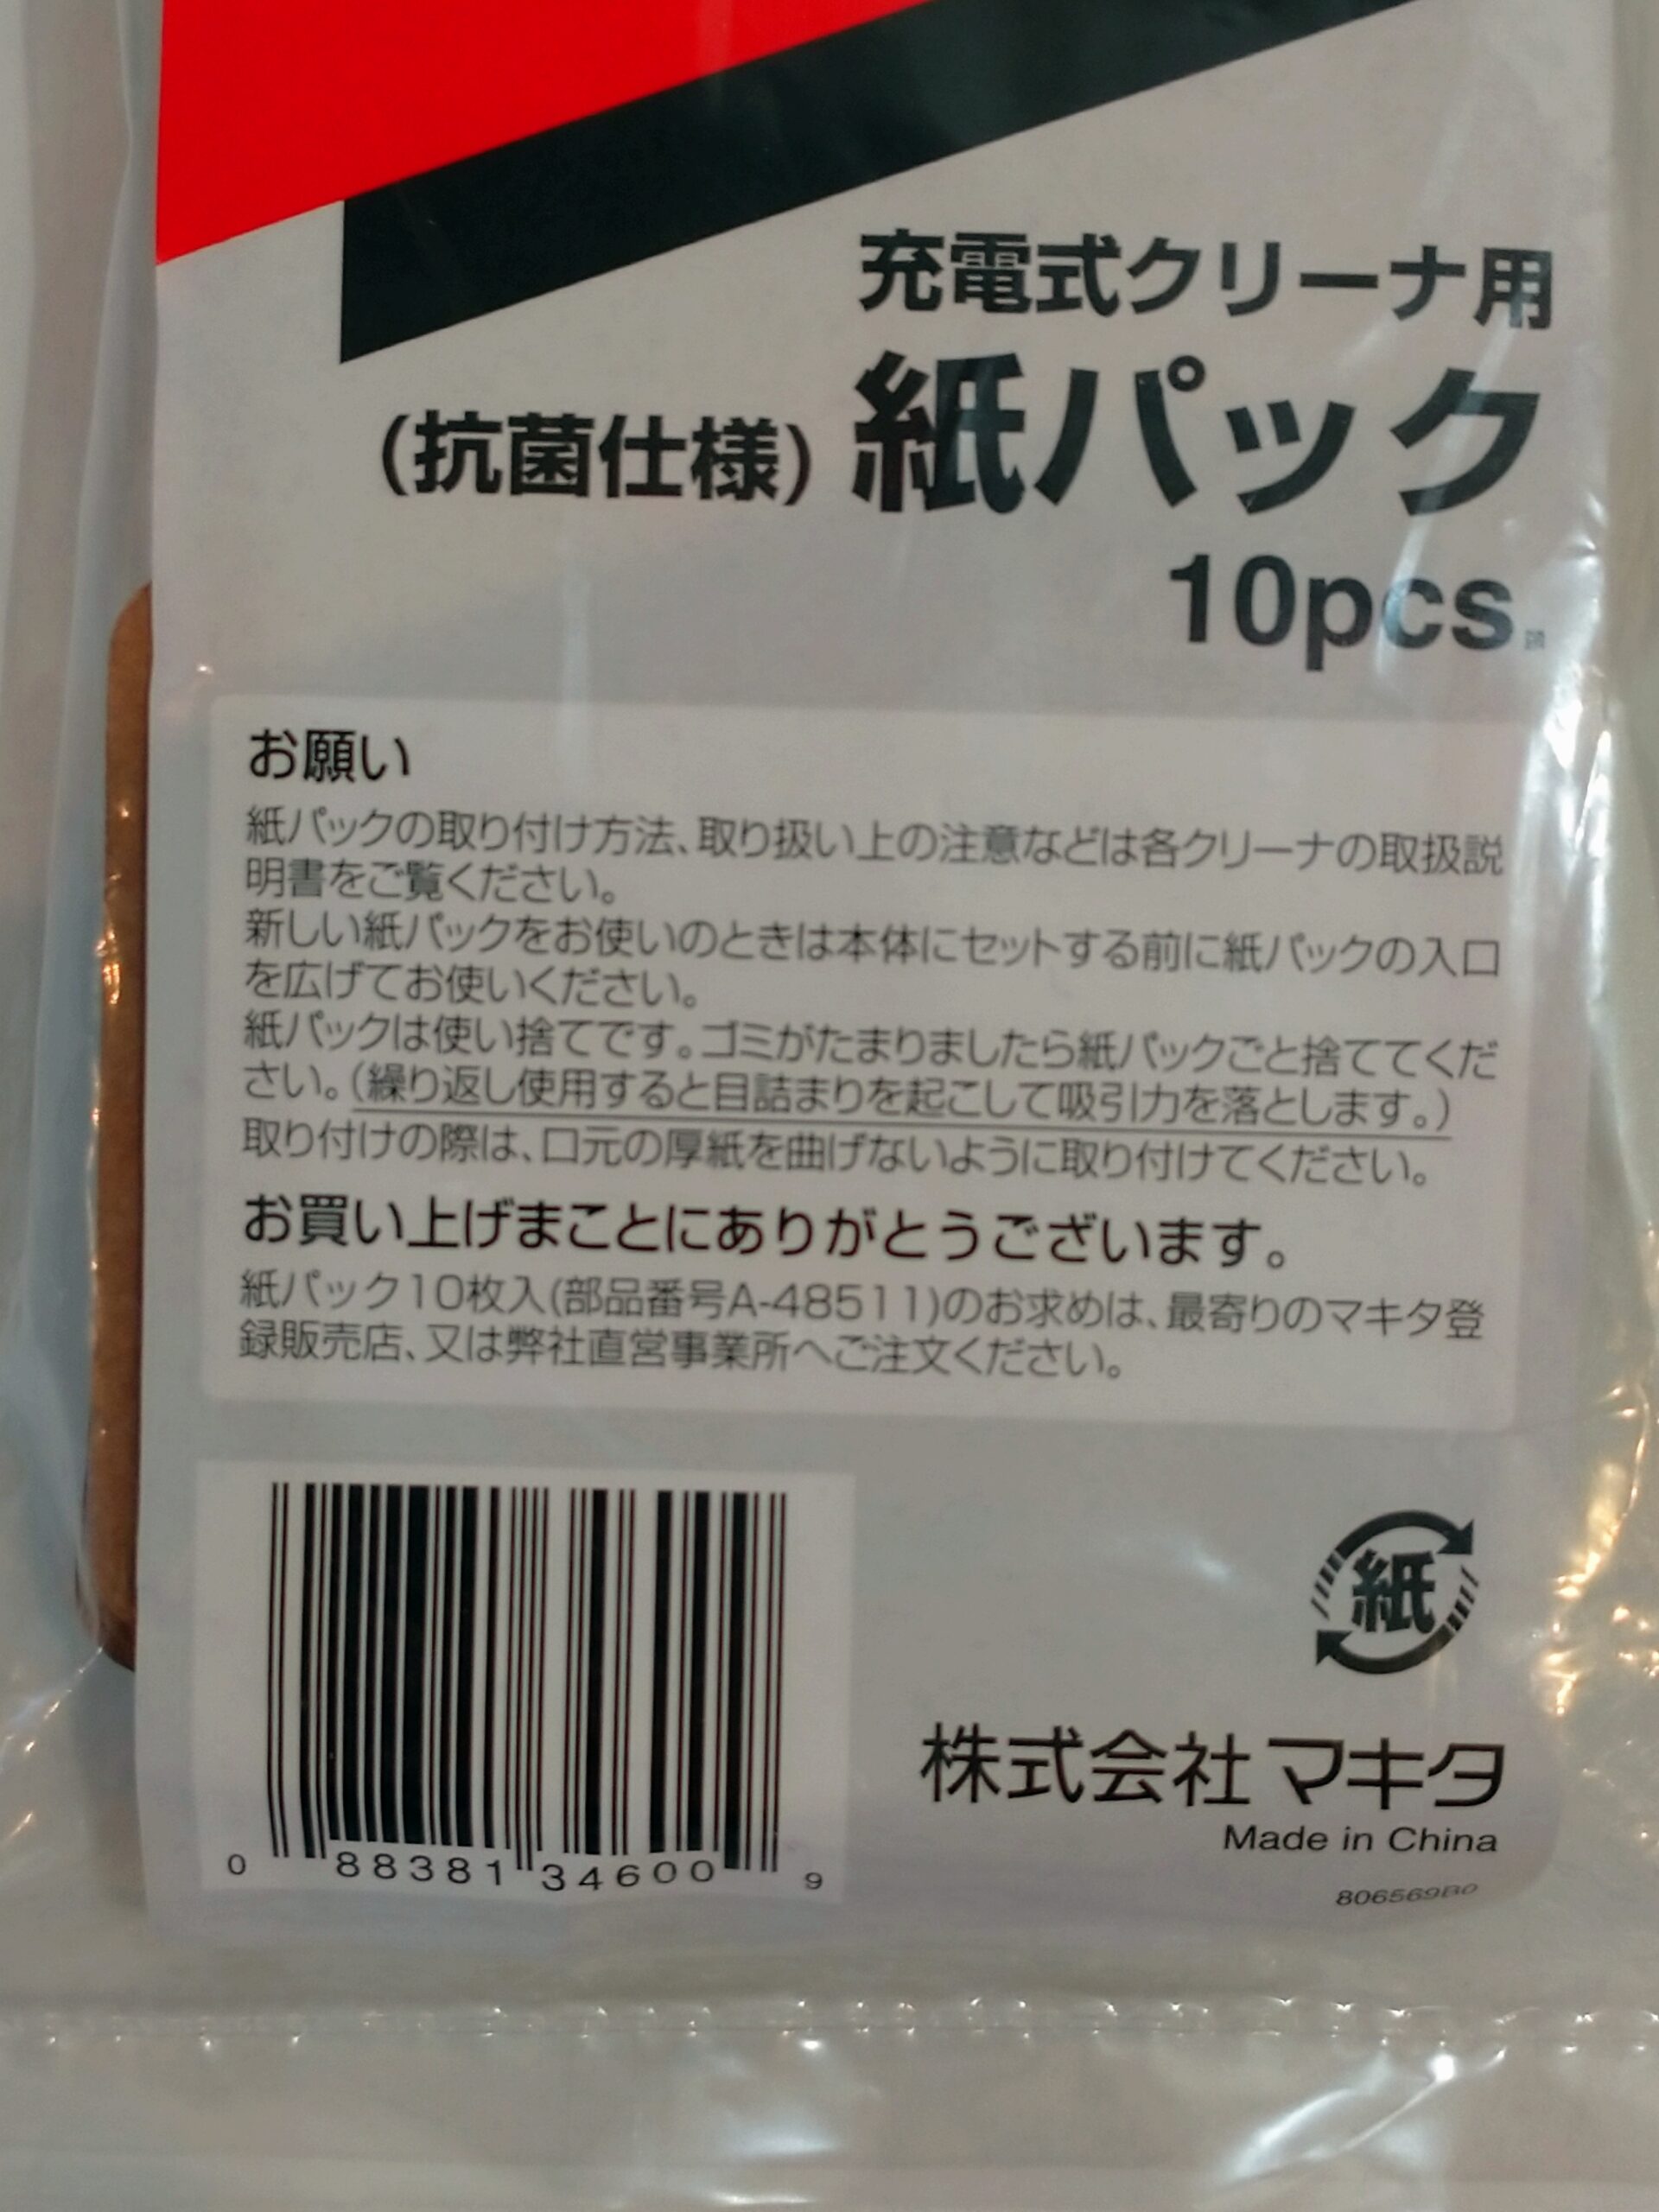 充電式クリーナ用
(抗菌仕様) 紙パック
10pcs.
お願い
紙パックの取り付け方法、取り扱い上の注意などは各クリーナの取扱説
明書をご覧ください。
新しい紙パックをお使いのときは本体にセットする前に紙パックの入口
を広げてお使いください。
紙パックは使い捨てです。ゴミがたまりましたら紙パックごと捨ててくだ
さい。(繰り返し使用すると目詰まりを起こして吸引力を落とします。)
取り付けの際は、口元の厚紙を曲げないように取り付けてください。
お買い上げまことにありがとうございます。
紙パック10枚入(部品番号A-48511)のお求めは、最寄りのマキタ登
録販売店、又は弊社直営事業所へご注文ください。
紙
0 88381 34600 9
株式会社マキタ
Made in China
806569B0